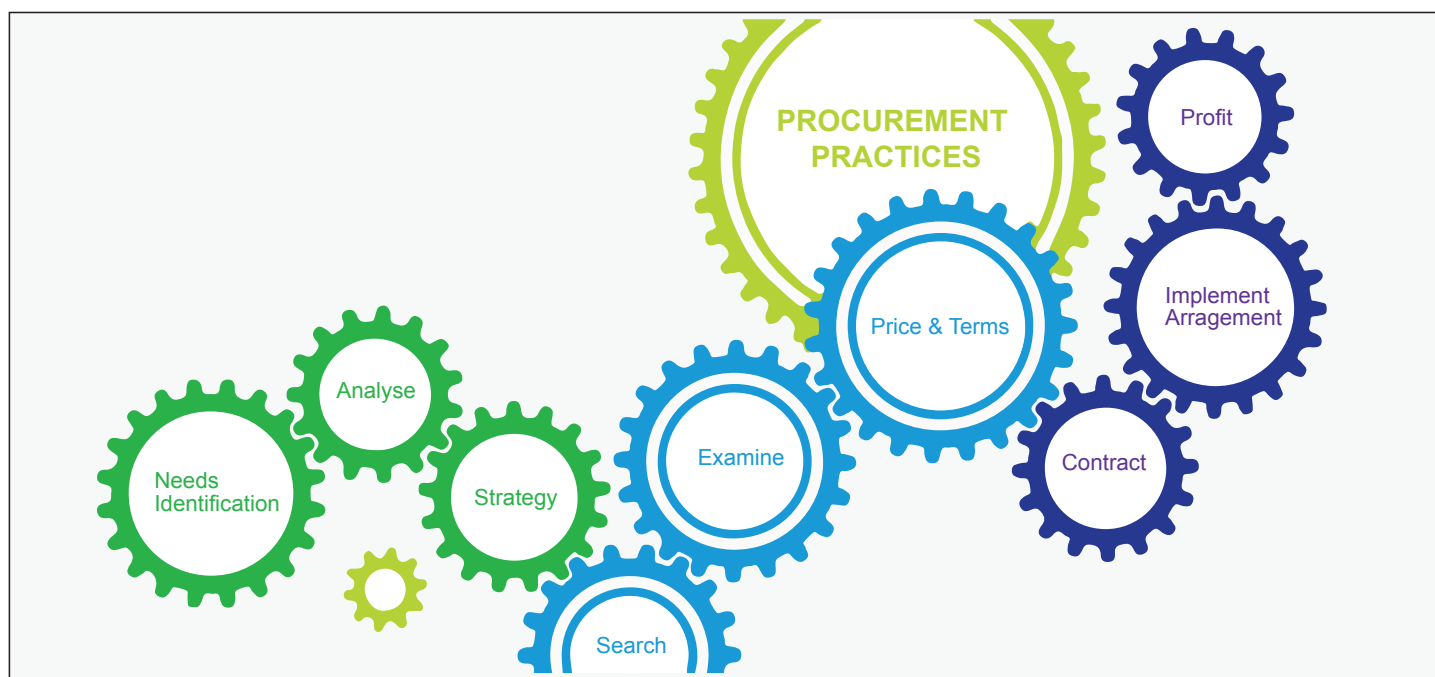 PROCUREMENT
PRACTICES
Profit
Implement
Arragement
Price & Terms
Analyse
Examine
Contract
Needs
Identification
Strategy
Search